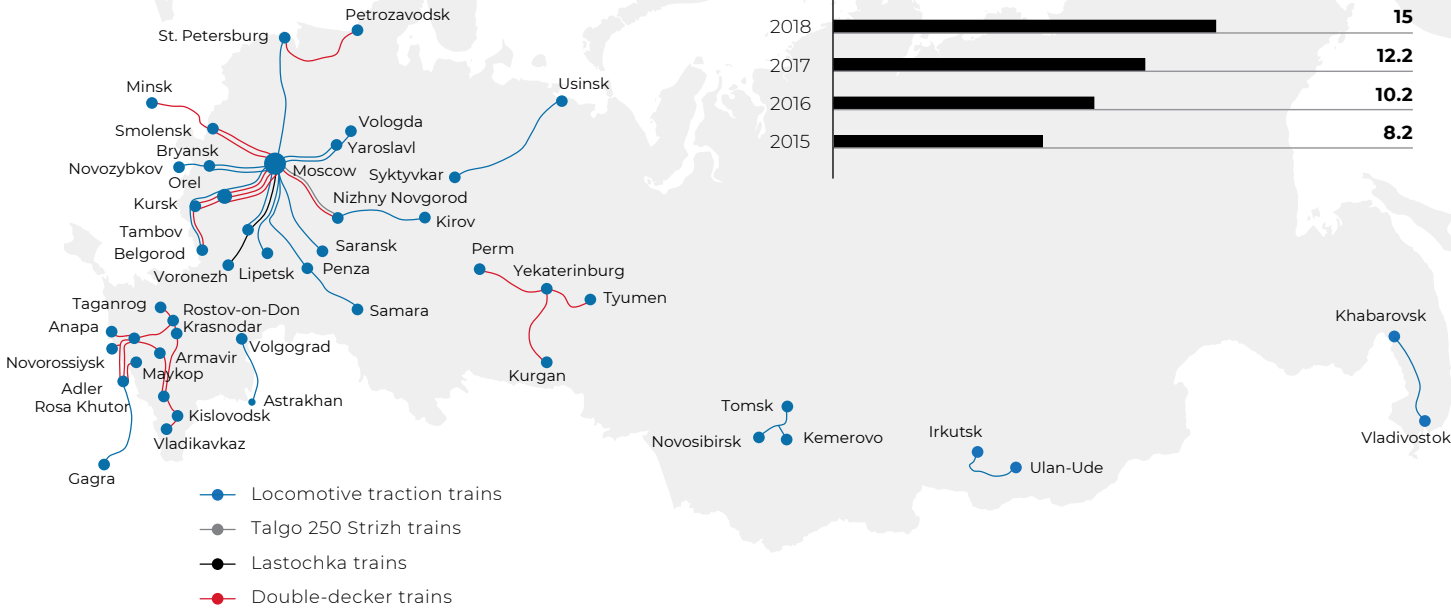 Petrozavodsk
St. Petersburg
2018 15
2017 12.2
2016 10.2
2015 8.2
Minsk
Usinsk
Smolensk
Vologda
Bryansk
Yaroslavl
Novozybkov
Moscow
Syktyvkar
Orel
Nizhny Novgorod
Kursk
Kirov
Tambov
Belgorod
Saransk
Perm
Voronezh
Lipetsk
Penza
Yekaterinburg
Tyumen
Taganrog
Rostov-on-Don
Samara
Anapa
Krasnodar
Khabarovsk
Volgograd
Novorossiysk
Armavir
Maykop
Kurgan
Adler
Rosa Khutor
Astrakhan
Kislovodsk
Tomsk
Vladikavkaz
Novosibirsk
Kemerovo
Irkutsk
Vladivostok
Gagra
Ulan-Ude
Locomotive traction trains
Talgo 250 Strizh trains
Lastochka trains
Double-decker trains